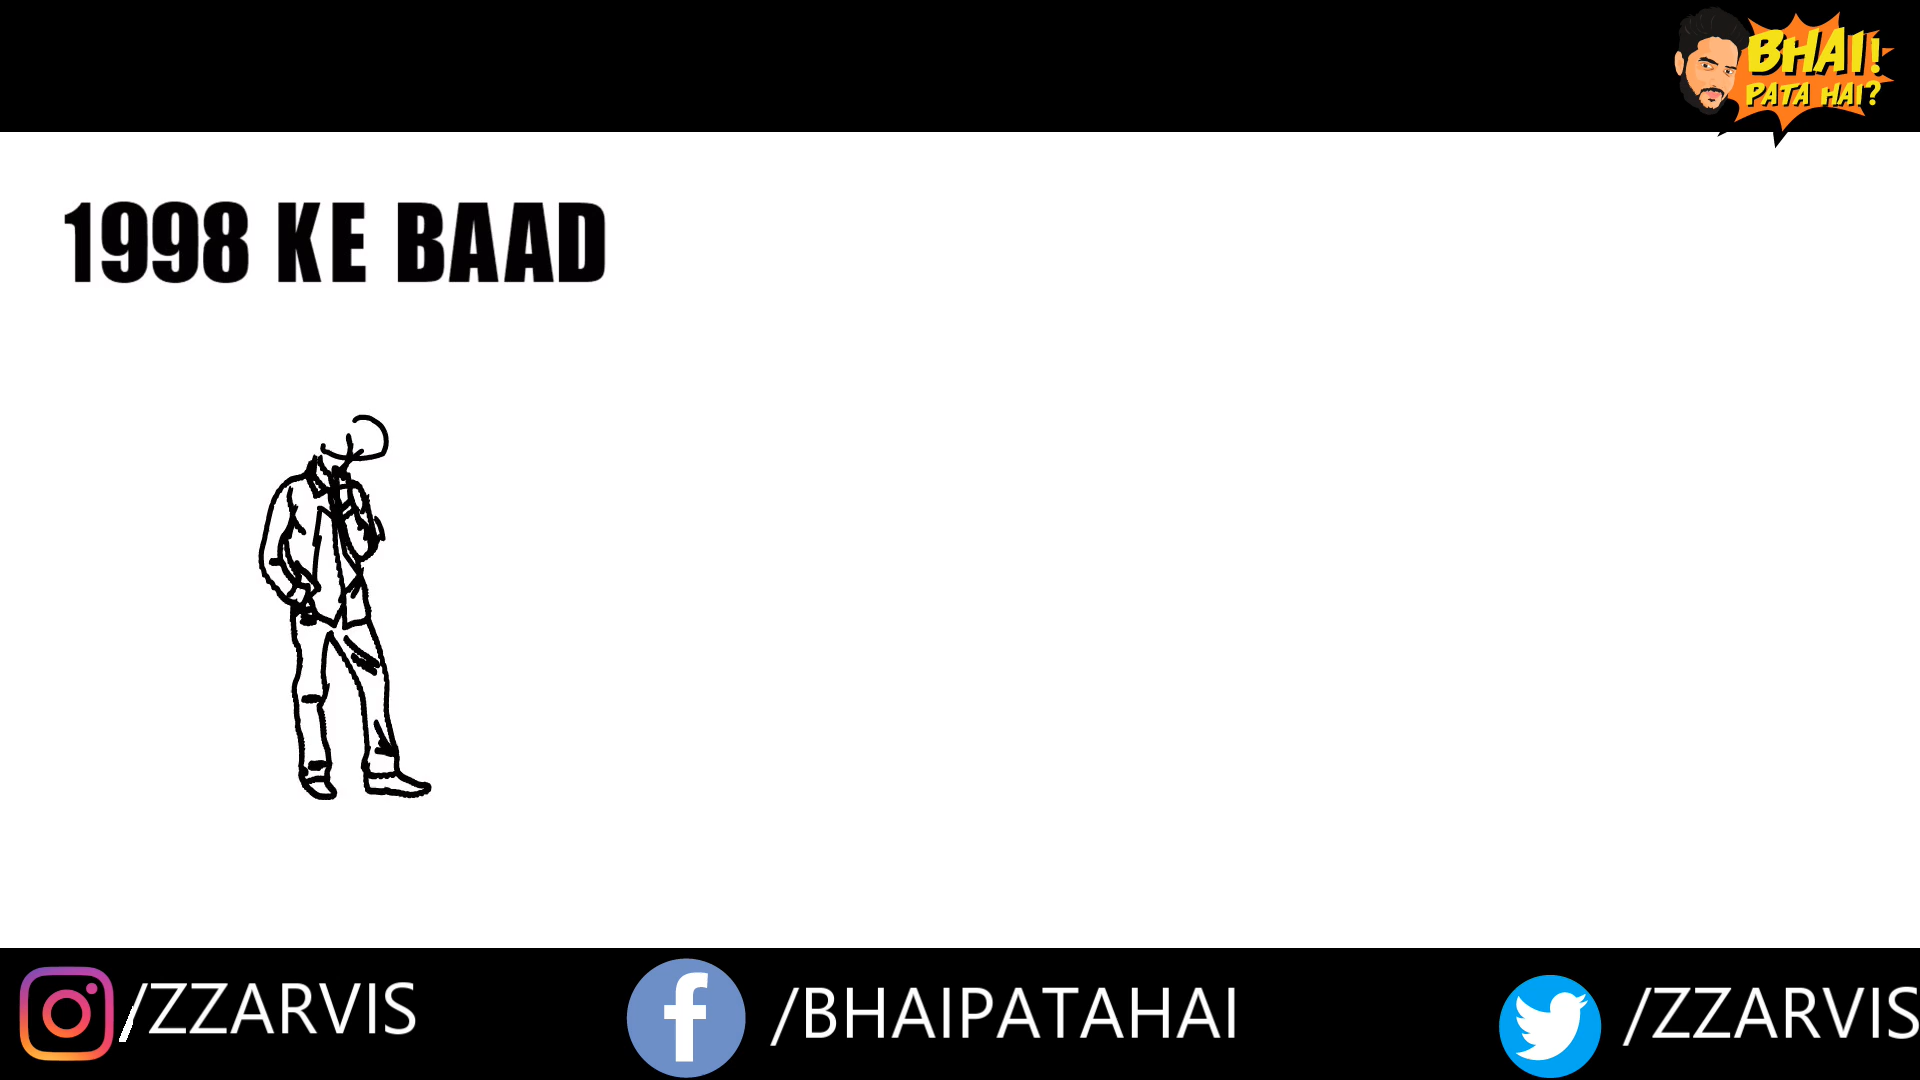 BHAI!
PATA HAI?
1998 KE BAAD
/ZZARVIS
/BHAIPATAHAI
/ZZARVIS